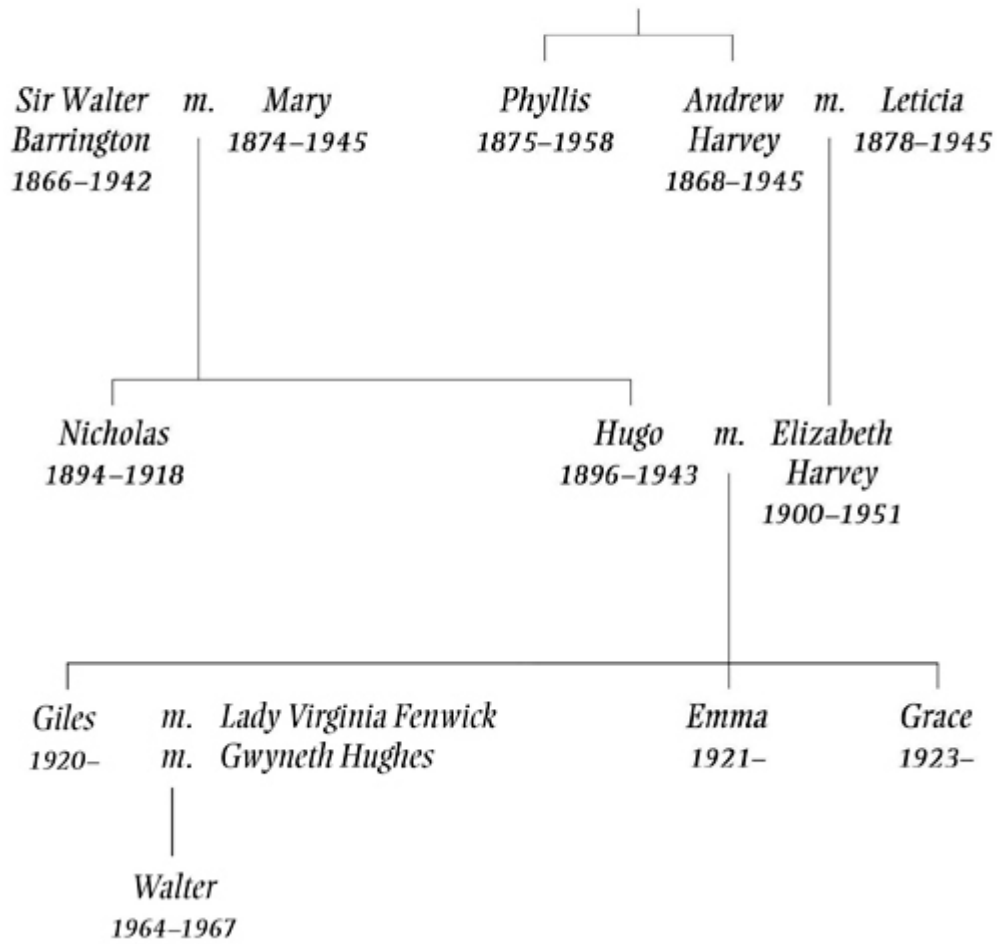 Sir Walter m. Mary Phyllis Andrew m. Leticia
Barrington 1874–1945 1875–1958 Harvey 1878–1945
1866–1942 1868–1945
Nicholas Hugo m. Elizabeth
1894–1918 1896–1943 Harvey
1900–1951
Giles m. Lady Virginia Fenwick Emma Grace
1920– m. Gwyneth Hughes 1921– 1923–
Walter
1964–1967